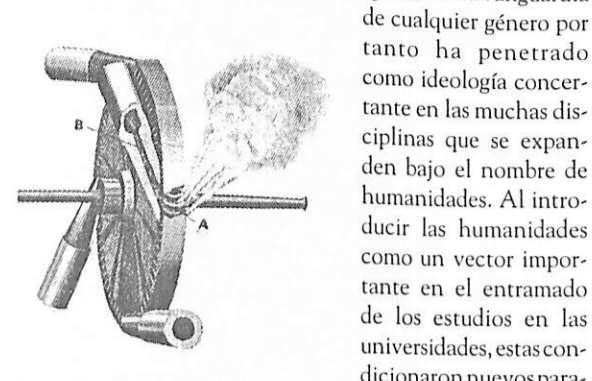 de cualquier género por
tanto ha penetrado
como ideología concer-
tante en las muchas dis-
ciplinas que se expan-
den bajo el nombre de
humanidades. Al intro-
ducir las humanidades
como un vector impor-
tante en el entramado
de los estudios en las
universidades, estas con-
dicionaron nuevos para-
B
A